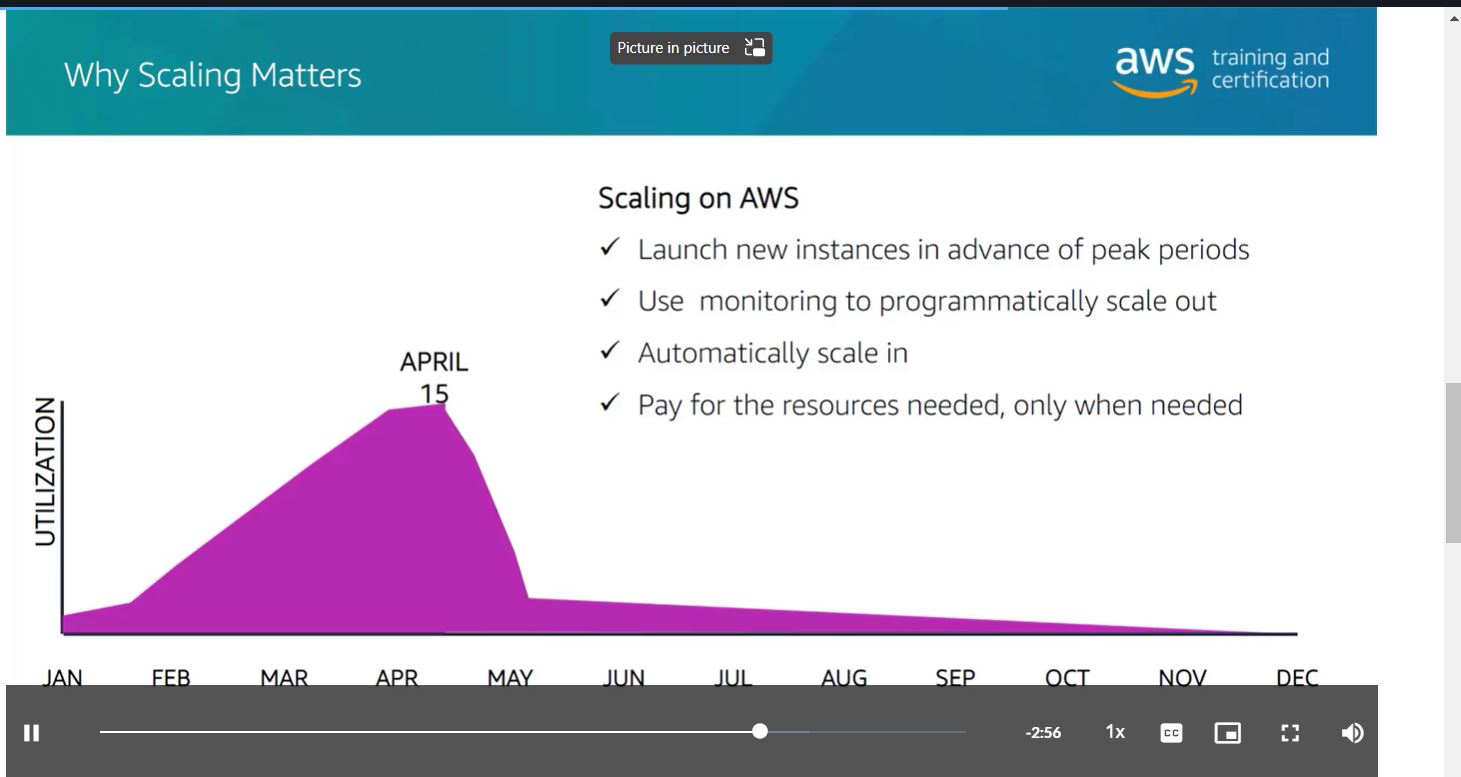 Picture in picture
Why Scaling Matters
aws training and
certification
Scaling on AWS
✓ Launch new instances in advance of peak periods
✓ Use monitoring to programmatically scale out
✓ Automatically scale in
✓ Pay for the resources needed, only when needed
APRIL
15
UTILIZATION
JAN FEB MAR APR MAY JUN JUL AUG SEP OCT NOV DEC
-2:56 1x CC